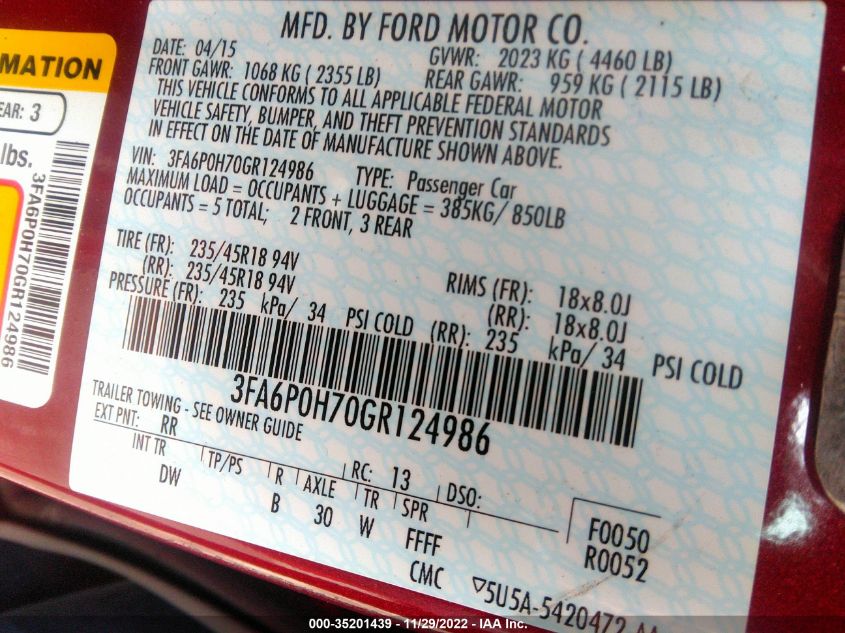 MFD. BY FORD MOTOR CO.
DATE: 04/15 GVWR: 2023 KG ( 4460 LB)
FRONT GAWR: 1068 KG ( 2355 LB) REAR GAWR: 959 KG ( 2115 LB)
THIS VEHICLE CONFORMS TO ALL APPLICABLE FEDERAL MOTOR
VEHICLE SAFETY, BUMPER, AND THEFT PREVENTION STANDARDS
IN EFFECT ON THE DATE OF MANUFACTURE SHOWN ABOVE.
VIN: 3FA6P0H70GR124986 TYPE: Passenger Car
MAXIMUM LOAD = OCCUPANTS + LUGGAGE = 385KG/ 850LB
OCCUPANTS = 5 TOTAL; 2 FRONT, 3 REAR
TIRE (FR): 235/45R18 94V RIMS (FR): 18x8.0J
(RR): 235/45R18 94V (RR): 18x8.0J
PRESSURE (FR): 235 kPa/ 34 PSI COLD (RR): 235 kPa/ 34 PSI COLD
3FA6P0H70GR124986
TRAILER TOWING - SEE OWNER GUIDE
EXT PNT: RR RC: 13 DSO:
INT TR TP/PS R AXLE TR SPR F0050
DW B 30 W FFFF R0052
CMC ▽5U5A-5420472
MATION
EAR: 3
lbs.
3FA6P0H70GR124986
000-35201439 - 11/29/2022 - IAA Inc.